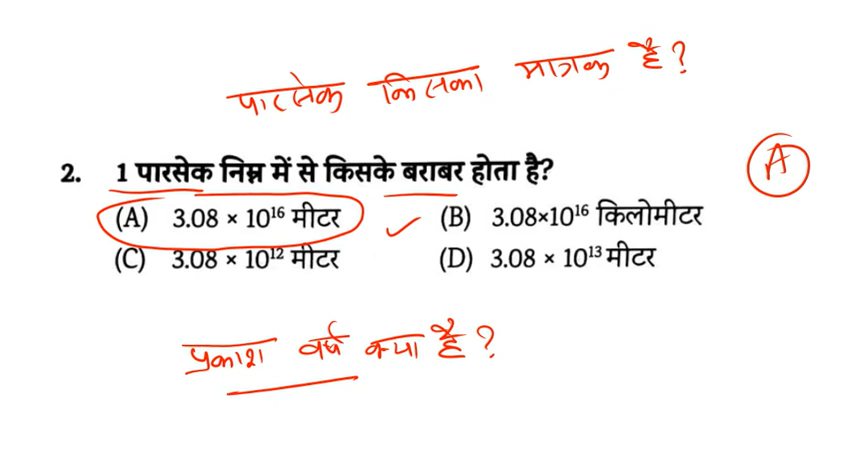 पारसेक किसका मात्रक है?
2. 1 पारसेक निम्न में से किसके बराबर होता है?
A
(A) 3.08 × 10¹⁶ मीटर (B) 3.08×10¹⁶ किलोमीटर
(C) 3.08 × 10¹² मीटर (D) 3.08 × 10¹³ मीटर
प्रकाश वर्ष क्या है?